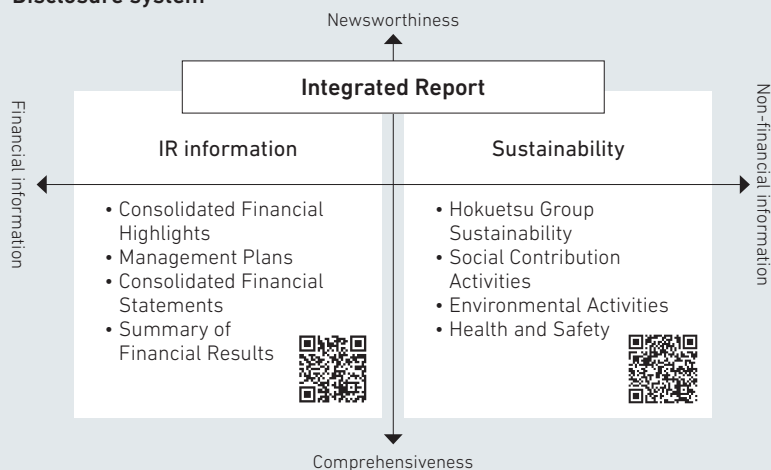 Disclosure system
Newsworthiness
Integrated Report
Financial information
Non-financial information
IR information
• Consolidated Financial
Highlights
• Management Plans
• Consolidated Financial
Statements
• Summary of
Financial Results
Sustainability
• Hokuetsu Group
Sustainability
• Social Contribution
Activities
• Environmental Activities
• Health and Safety
Comprehensiveness